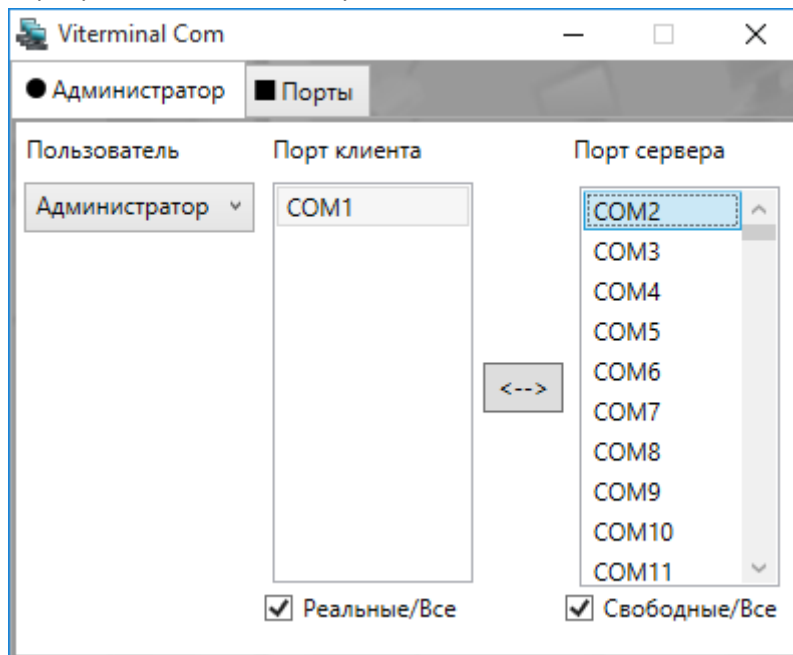 Viterminal Com
Администратор Порты
Пользователь Порт клиента Порт сервера
Администратор COM1 COM2
COM3
COM4
COM5
COM6
<-->
COM7
COM8
COM9
COM10
COM11
Реальные/Все Свободные/Все